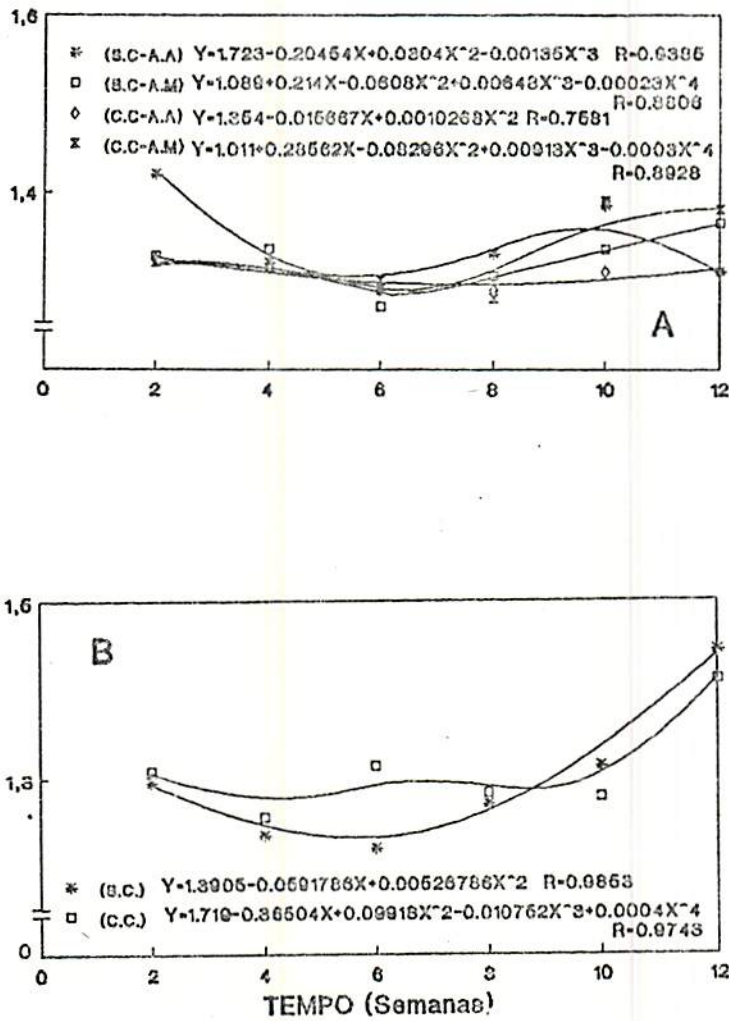 1,6
(S.C-A.A) Y=1.723-0.20454X+0.0304X^2-0.00135X^3 R=0.9385
(S.C-A.M) Y=1.089+0.214X-0.0608X^2+0.00648X^3-0.00023X^4
R=0.8806
(C.C-A.A) Y=1.354-0.015667X+0.0010268X^2 R=0.7581
(C.C-A.M) Y=1.011+0.28562X-0.08296X^2+0.00913X^3-0.0003X^4
R=0.8928
1,4
A
0 2 4 6 8 10 12
1,6
B
1,3
(S.C.) Y=1.3905-0.0591786X+0.00526786X^2 R=0.9853
(C.C.) Y=1.719-0.36504X+0.09918X^2-0.010762X^3+0.0004X^4
R=0.9743
0
0 2 4 6 8 10 12
TEMPO (Semanas)